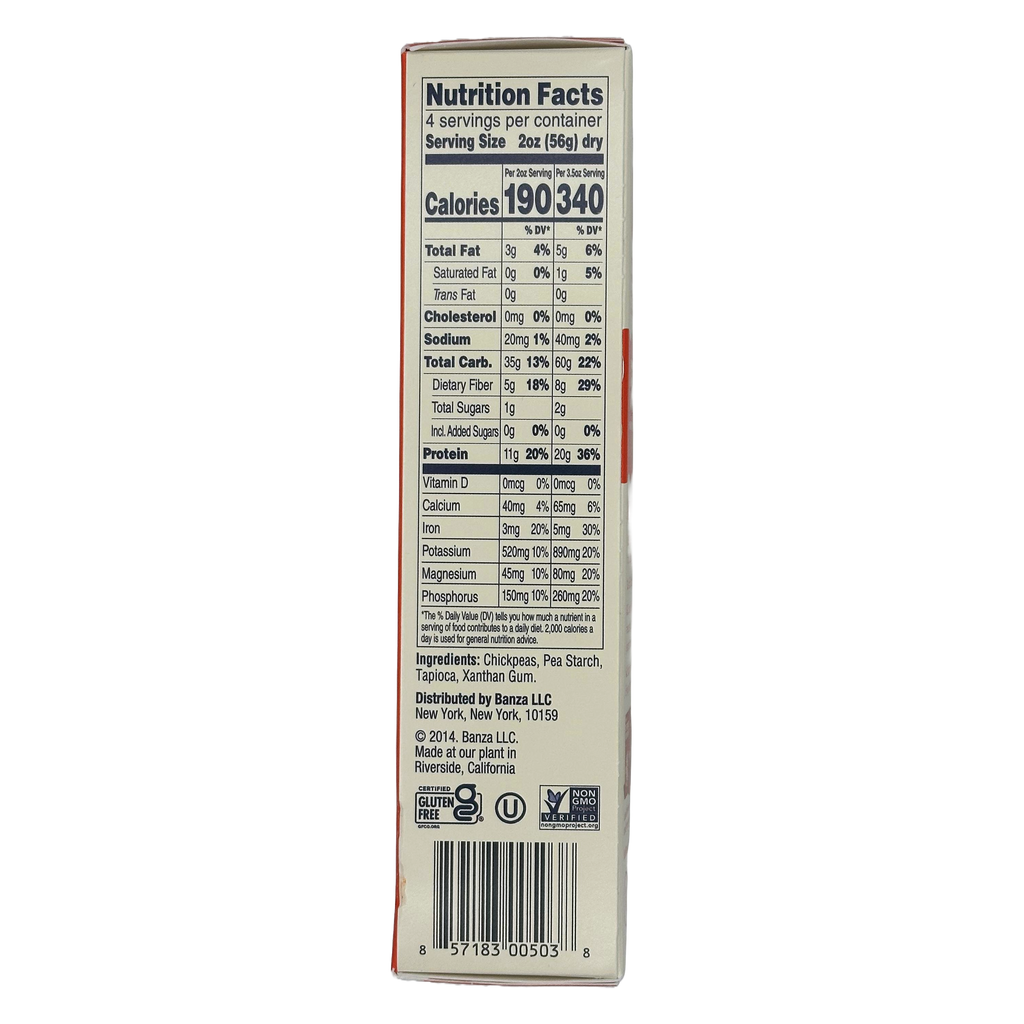 Nutrition Facts
4 servings per container
Serving Size 2oz (56g) dry
Per 2oz Serving Per 3.5oz Serving
Calories 190 340
% DV* % DV*
Total Fat 3g 4% 5g 6%
Saturated Fat 0g 0% 1g 5%
Trans Fat 0g 0g
Cholesterol 0mg 0% 0mg 0%
Sodium 20mg 1% 40mg 2%
Total Carb. 35g 13% 60g 22%
Dietary Fiber 5g 18% 8g 29%
Total Sugars 1g 2g
Incl. Added Sugars 0g 0% 0g 0%
Protein 11g 20% 20g 36%
Vitamin D 0mcg 0% 0mcg 0%
Calcium 40mg 4% 65mg 6%
Iron 3mg 20% 5mg 30%
Potassium 520mg 10% 890mg 20%
Magnesium 45mg 10% 80mg 20%
Phosphorus 150mg 10% 260mg 20%
*The % Daily Value (DV) tells you how much a nutrient in a
serving of food contributes to a daily diet. 2,000 calories a
day is used for general nutrition advice.
Ingredients: Chickpeas, Pea Starch,
Tapioca, Xanthan Gum.
Distributed by Banza LLC
New York, New York, 10159
© 2014. Banza LLC.
Made at our plant in
Riverside, California
CERTIFIED
GLUTEN
FREE
GFCO.ORG
U
NON
GMO
Project
VERIFIED
nongmoproject.org
8 57183 00503 8